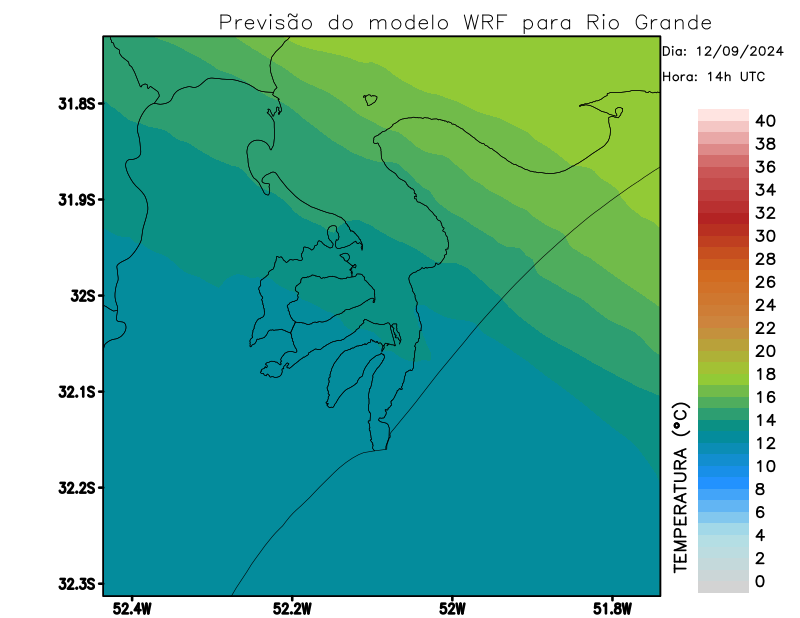 Previsão do modelo WRF para Rio Grande
Dia: 12/09/2024
Hora: 14h UTC
31.8S
31.9S
32S
32.1S
32.2S
32.3S
52.4W
52.2W
52W
51.8W
40
38
36
34
32
30
28
26
24
22
20
18
16
14
12
10
8
6
4
2
0
TEMPERATURA (°C)